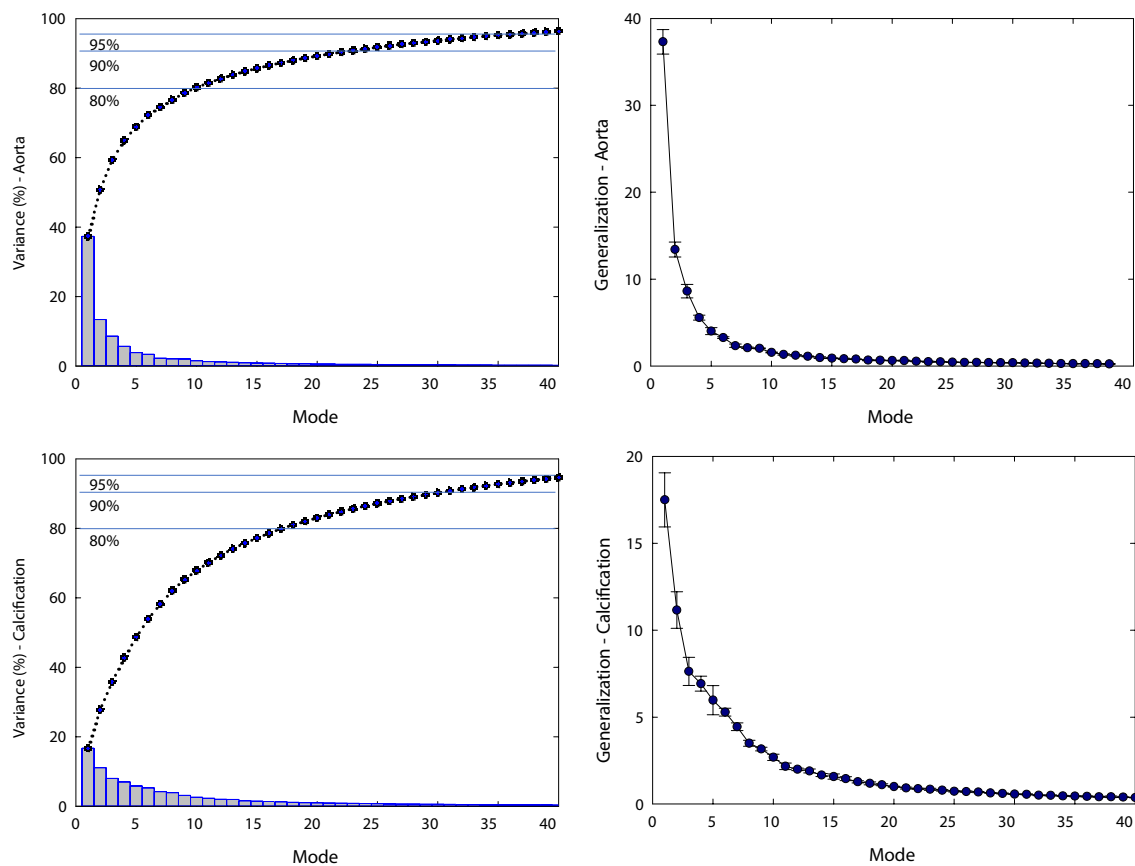 100
95%
90%
80
80%
60
40
20
0
Variance (%) - Aorta
0 5 10 15 20 25 30 35 40
Mode
40
30
20
10
0
Generalization - Aorta
0 5 10 15 20 25 30 35 40
Mode
100
95%
90%
80
80%
60
40
20
0
Variance (%) - Calcification
0 5 10 15 20 25 30 35 40
Mode
20
15
10
5
0
Generalization - Calcification
0 5 10 15 20 25 30 35 40
Mode